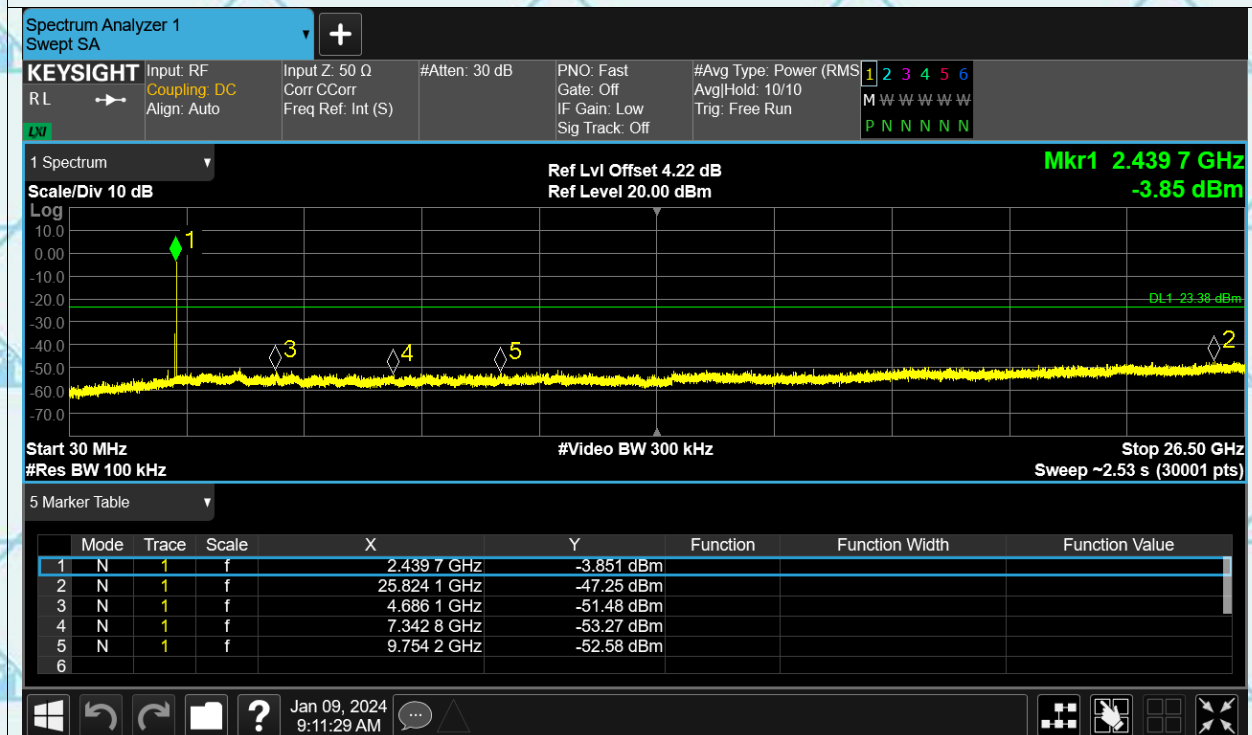 Spectrum Analyzer 1
Swept SA
+
KEYSIGHT
R L
LXI
Input: RF
Coupling: DC
Align: Auto
Input Z: 50 Ω
Corr CCorr
Freq Ref: Int (S)
#Atten: 30 dB
PNO: Fast
Gate: Off
IF Gain: Low
Sig Track: Off
#Avg Type: Power (RMS
Avg|Hold: 10/10
Trig: Free Run
1 2 3 4 5 6
M W W W W W
P N N N N N
1 Spectrum
Scale/Div 10 dB
Ref Lvl Offset 4.22 dB
Ref Level 20.00 dBm
Mkr1 2.439 7 GHz
-3.85 dBm
Log
10.0
0.00
-10.0
-20.0
-30.0
-40.0
-50.0
-60.0
-70.0
1
3
4
5
2
DL1 -23.38 dBm
Start 30 MHz
#Video BW 300 kHz
Stop 26.50 GHz
#Res BW 100 kHz
Sweep ~2.53 s (30001 pts)
5 Marker Table
Mode Trace Scale X Y Function Function Width Function Value
1 N 1 f 2.439 7 GHz -3.851 dBm
2 N 1 f 25.824 1 GHz -47.25 dBm
3 N 1 f 4.686 1 GHz -51.48 dBm
4 N 1 f 7.342 8 GHz -53.27 dBm
5 N 1 f 9.754 2 GHz -52.58 dBm
6
?
Jan 09, 2024
9:11:29 AM